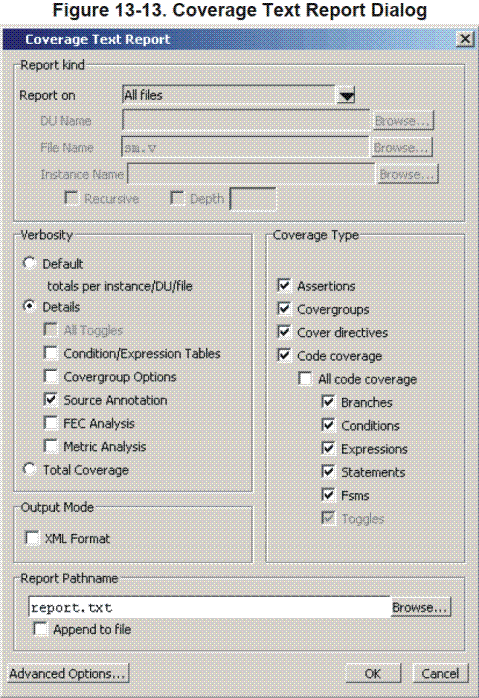 Figure 13-13. Coverage Text Report Dialog
Coverage Text Report
Report kind
Report on All files
DU Name Browse...
File Name sm.v Browse...
Instance Name Browse...
Recursive Depth
Verbosity
Default
totals per instance/DU/file
Details
All Toggles
Condition/Expression Tables
Covergroup Options
Source Annotation
FEC Analysis
Metric Analysis
Total Coverage
Coverage Type
Assertions
Covergroups
Cover directives
Code coverage
All code coverage
Branches
Conditions
Expressions
Statements
Fsms
Toggles
Output Mode
XML Format
Report Pathname
report.txt Browse...
Append to file
Advanced Options... OK Cancel